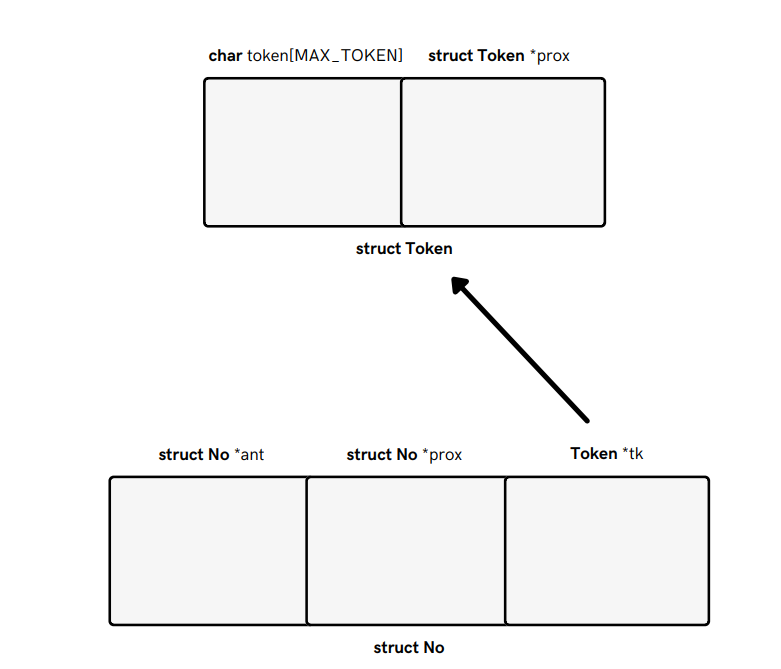 char token[MAX_TOKEN] struct Token *prox
struct Token
struct No *ant struct No *prox Token *tk
struct No